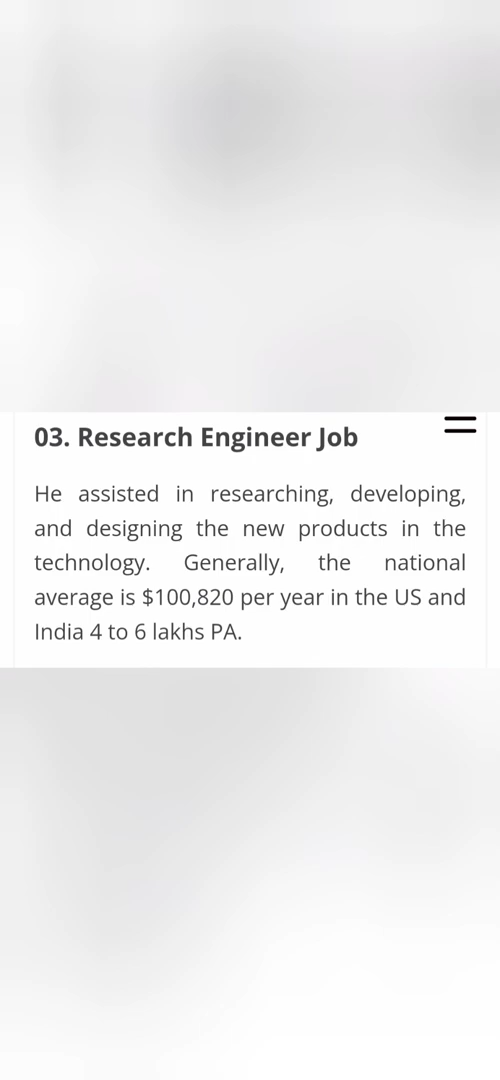 03. Research Engineer Job
He assisted in researching, developing,
and designing the new products in the
technology. Generally, the national
average is $100,820 per year in the US and
India 4 to 6 lakhs PA.